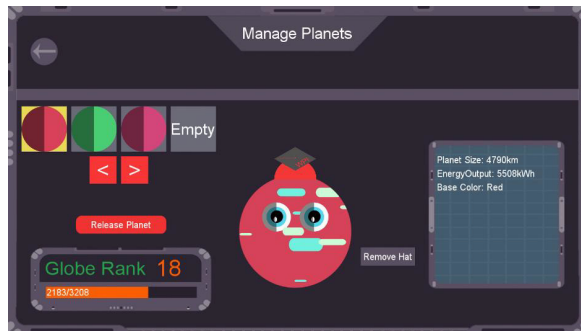 Manage Planets
Empty
<
>
Release Planet
Globe Rank 18
2183/3208
Remove Hat
Planet Size: 4790km
EnergyOutput: 5508kWh
Base Color: Red